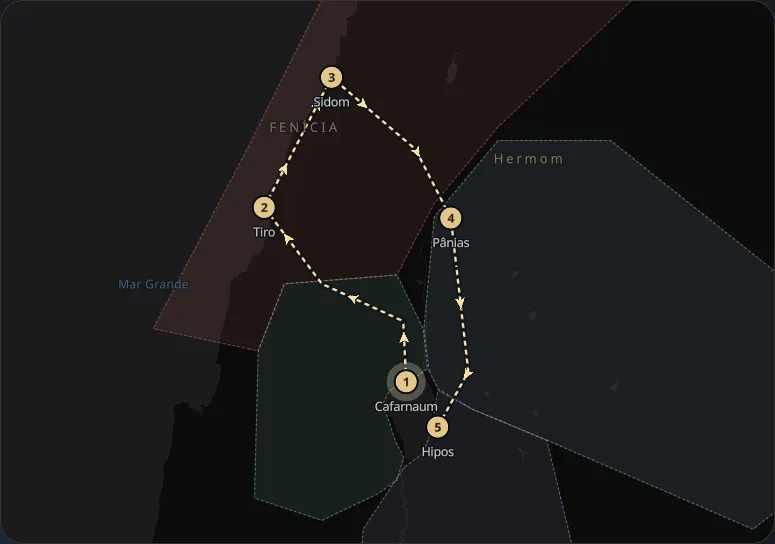 3
Sidom
FENÍCIA
Hermom
2
Tiro
4
Pânias
Mar Grande
1
Cafarnaum
5
Hipos